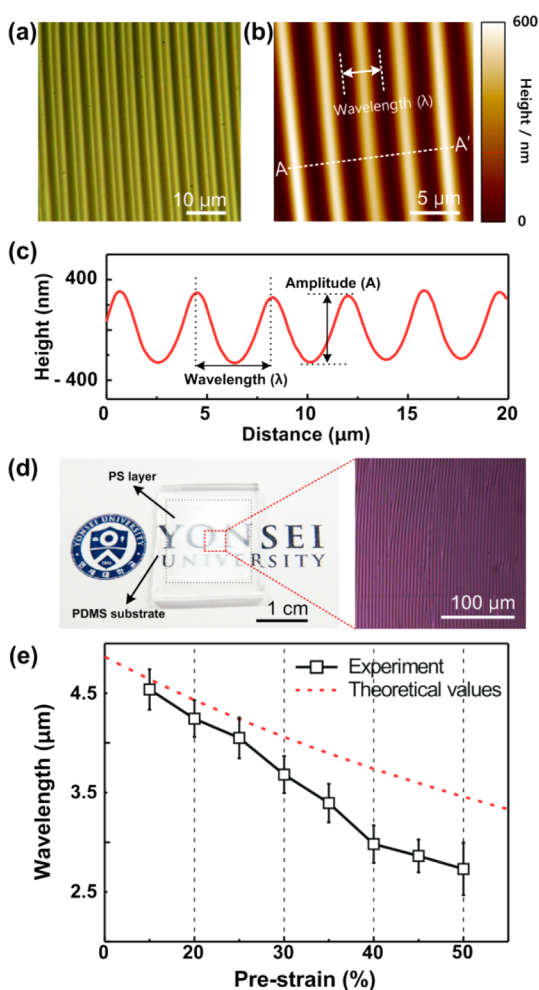 (a)
10 μm
(b)
Wavelength (λ)
A
A'
5 μm
600
Height / nm
0
(c)
Height (nm)
400
- 400
Amplitude (A)
Wavelength (λ)
0
5
10
15
20
Distance (μm)
(d)
PS layer
YONSEI UNIVERSITY
YONSEI
UNIVERSITY
PDMS substrate
1 cm
100 μm
(e)
Wavelength (μm)
4.5
3.5
2.5
Experiment
Theoretical values
0
20
30
40
50
Pre-strain (%)